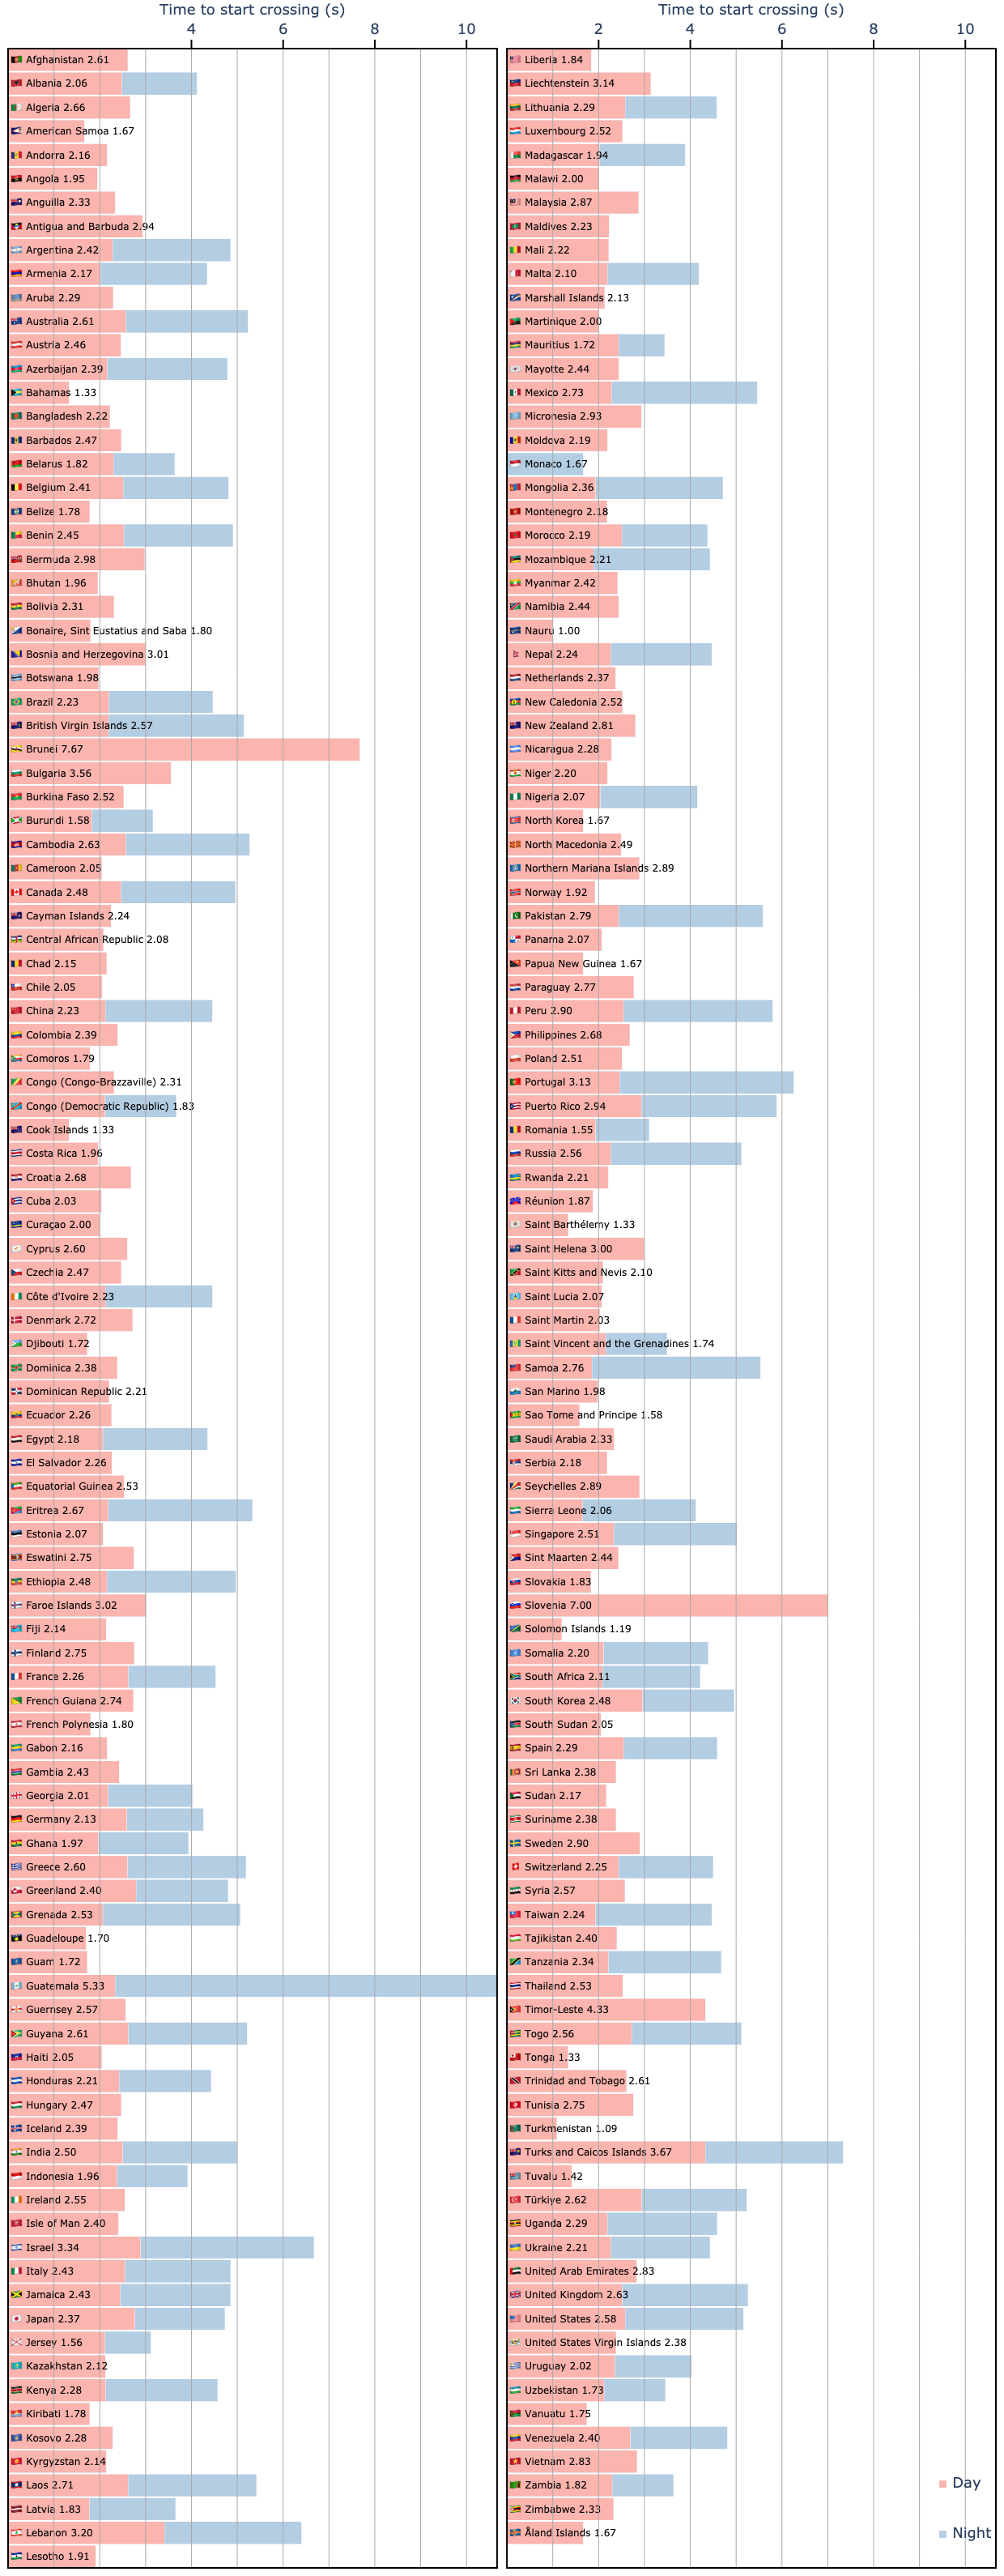 Time to start crossing (s)
4 6 8 10
Afghanistan 2.61
Albania 2.06
Algeria 2.66
American Samoa 1.67
Andorra 2.16
Angola 1.95
Anguilla 2.33
Antigua and Barbuda 2.94
Argentina 2.42
Armenia 2.17
Aruba 2.29
Australia 2.61
Austria 2.46
Azerbaijan 2.39
Bahamas 1.33
Bangladesh 2.22
Barbados 2.47
Belarus 1.82
Belgium 2.41
Belize 1.78
Benin 2.45
Bermuda 2.98
Bhutan 1.96
Bolivia 2.31
Bonaire, Sint Eustatius and Saba 1.80
Bosnia and Herzegovina 3.01
Botswana 1.98
Brazil 2.23
British Virgin Islands 2.57
Brunei 7.67
Bulgaria 3.56
Burkina Faso 2.52
Burundi 1.58
Cambodia 2.63
Cameroon 2.05
Canada 2.48
Cayman Islands 2.24
Central African Republic 2.08
Chad 2.15
Chile 2.05
China 2.23
Colombia 2.39
Comoros 1.79
Congo (Congo-Brazzaville) 2.31
Congo (Democratic Republic) 1.83
Cook Islands 1.33
Costa Rica 1.96
Croatia 2.68
Cuba 2.03
Curaçao 2.00
Cyprus 2.60
Czechia 2.47
Côte d'Ivoire 2.23
Denmark 2.72
Djibouti 1.72
Dominica 2.38
Dominican Republic 2.21
Ecuador 2.26
Egypt 2.18
El Salvador 2.26
Equatorial Guinea 2.53
Eritrea 2.67
Estonia 2.07
Eswatini 2.75
Ethiopia 2.48
Faroe Islands 3.02
Fiji 2.14
Finland 2.75
France 2.26
French Guiana 2.74
French Polynesia 1.80
Gabon 2.16
Gambia 2.43
Georgia 2.01
Germany 2.13
Ghana 1.97
Greece 2.60
Greenland 2.40
Grenada 2.53
Guadeloupe 1.70
Guam 1.72
Guatemala 5.33
Guernsey 2.57
Guyana 2.61
Haiti 2.05
Honduras 2.21
Hungary 2.47
Iceland 2.39
India 2.50
Indonesia 1.96
Ireland 2.55
Isle of Man 2.40
Israel 3.34
Italy 2.43
Jamaica 2.43
Japan 2.37
Jersey 1.56
Kazakhstan 2.12
Kenya 2.28
Kiribati 1.78
Kosovo 2.28
Kyrgyzstan 2.14
Laos 2.71
Latvia 1.83
Lebanon 3.20
Lesotho 1.91
Time to start crossing (s)
2 4 6 8 10
Liberia 1.84
Liechtenstein 3.14
Lithuania 2.29
Luxembourg 2.52
Madagascar 1.94
Malawi 2.00
Malaysia 2.87
Maldives 2.23
Mali 2.22
Malta 2.10
Marshall Islands 2.13
Martinique 2.00
Mauritius 1.72
Mayotte 2.44
Mexico 2.73
Micronesia 2.93
Moldova 2.19
Monaco 1.67
Mongolia 2.36
Montenegro 2.18
Morocco 2.19
Mozambique 2.21
Myanmar 2.42
Namibia 2.44
Nauru 1.00
Nepal 2.24
Netherlands 2.37
New Caledonia 2.52
New Zealand 2.81
Nicaragua 2.28
Niger 2.20
Nigeria 2.07
North Korea 1.67
North Macedonia 2.49
Northern Mariana Islands 2.89
Norway 1.92
Pakistan 2.79
Panama 2.07
Papua New Guinea 1.67
Paraguay 2.77
Peru 2.90
Philippines 2.68
Poland 2.51
Portugal 3.13
Puerto Rico 2.94
Romania 1.55
Russia 2.56
Rwanda 2.21
Réunion 1.87
Saint Barthélemy 1.33
Saint Helena 3.00
Saint Kitts and Nevis 2.10
Saint Lucia 2.07
Saint Martin 2.03
Saint Vincent and the Grenadines 1.74
Samoa 2.76
San Marino 1.98
Sao Tome and Principe 1.58
Saudi Arabia 2.33
Serbia 2.18
Seychelles 2.89
Sierra Leone 2.06
Singapore 2.51
Sint Maarten 2.44
Slovakia 1.83
Slovenia 7.00
Solomon Islands 1.19
Somalia 2.20
South Africa 2.11
South Korea 2.48
South Sudan 2.05
Spain 2.29
Sri Lanka 2.38
Sudan 2.17
Suriname 2.38
Sweden 2.90
Switzerland 2.25
Syria 2.57
Taiwan 2.24
Tajikistan 2.40
Tanzania 2.34
Thailand 2.53
Timor-Leste 4.33
Togo 2.56
Tonga 1.33
Trinidad and Tobago 2.61
Tunisia 2.75
Turkmenistan 1.09
Turks and Caicos Islands 3.67
Tuvalu 1.42
Türkiye 2.62
Uganda 2.29
Ukraine 2.21
United Arab Emirates 2.83
United Kingdom 2.63
United States 2.58
United States Virgin Islands 2.38
Uruguay 2.02
Uzbekistan 1.73
Vanuatu 1.75
Venezuela 2.40
Vietnam 2.83
Zambia 1.82
Zimbabwe 2.33
Åland Islands 1.67
Day
Night